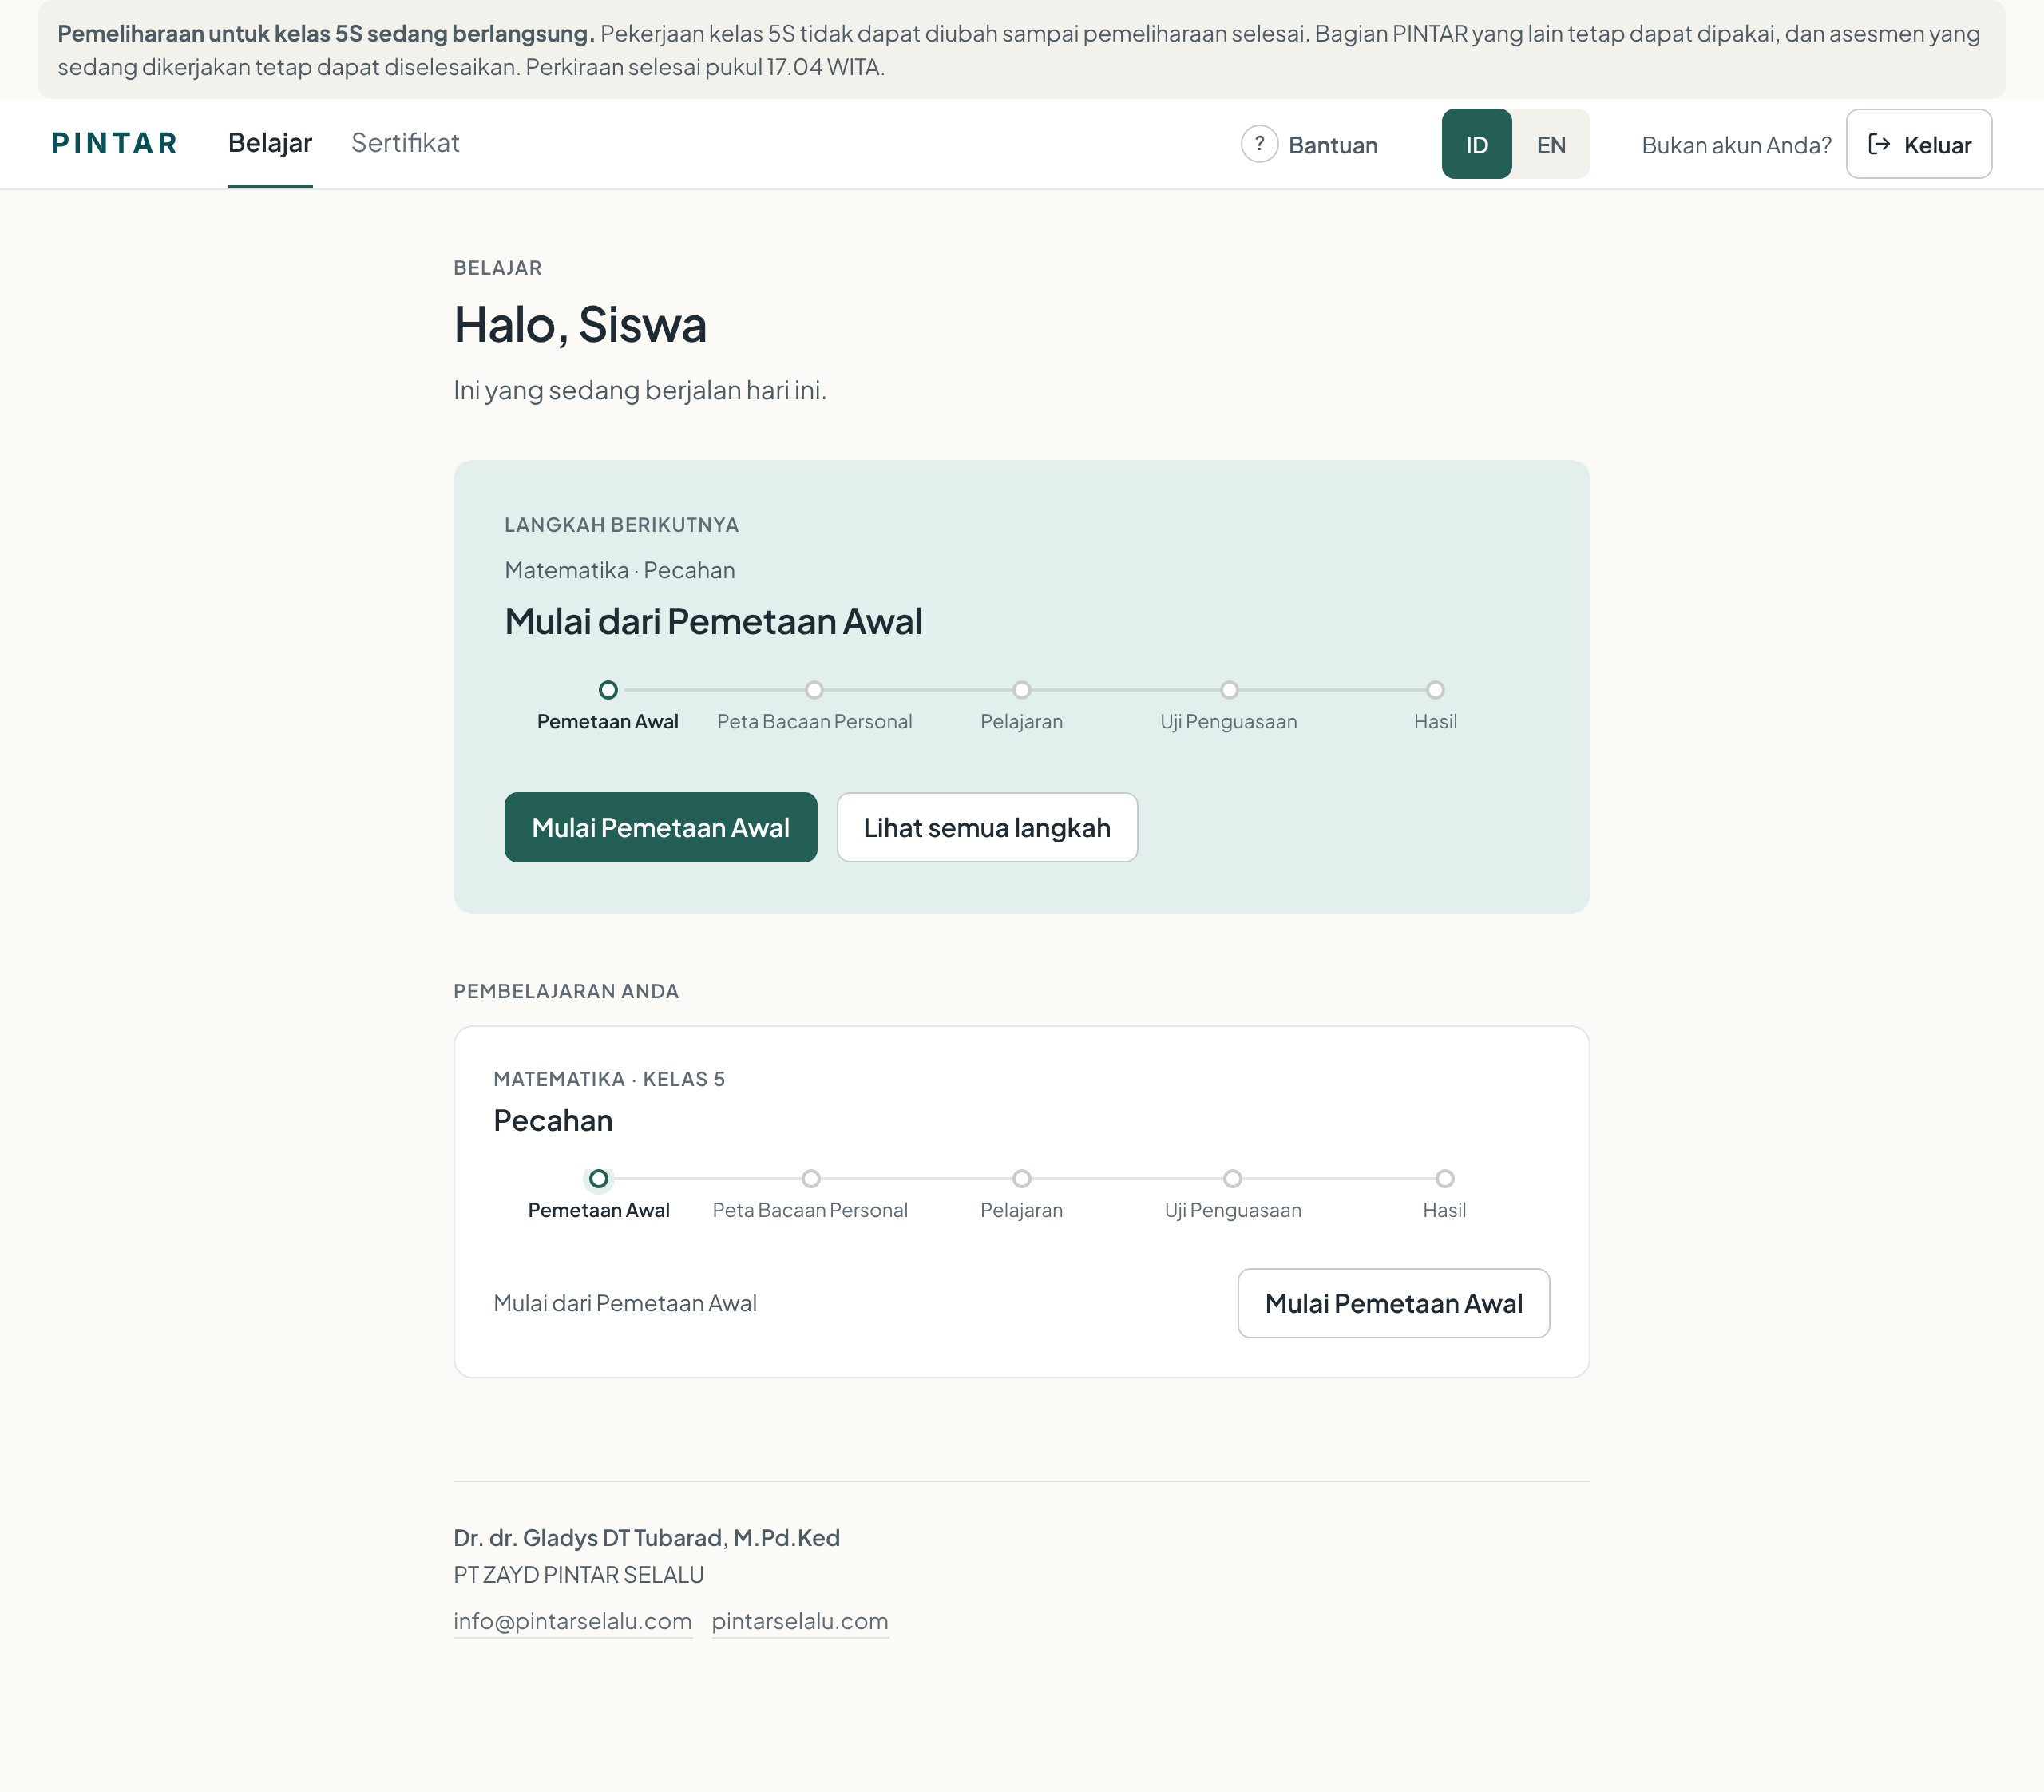 Pemeliharaan untuk kelas 5S sedang berlangsung. Pekerjaan kelas 5S tidak dapat diubah sampai pemeliharaan selesai. Bagian PINTAR yang lain tetap dapat dipakai, dan asesmen yang
sedang dikerjakan tetap dapat diselesaikan. Perkiraan selesai pukul 17.04 WITA.
PINTAR Belajar Sertifikat ? Bantuan ID EN Bukan akun Anda? Keluar
BELAJAR
Halo, Siswa
Ini yang sedang berjalan hari ini.
LANGKAH BERIKUTNYA
Matematika · Pecahan
Mulai dari Pemetaan Awal
Pemetaan Awal Peta Bacaan Personal Pelajaran Uji Penguasaan Hasil
Mulai Pemetaan Awal Lihat semua langkah
PEMBELAJARAN ANDA
MATEMATIKA · KELAS 5
Pecahan
Pemetaan Awal Peta Bacaan Personal Pelajaran Uji Penguasaan Hasil
Mulai dari Pemetaan Awal Mulai Pemetaan Awal
Dr. dr. Gladys DT Tubarad, M.Pd.Ked
PT ZAYD PINTAR SELALU
info@pintarselalu.com pintarselalu.com